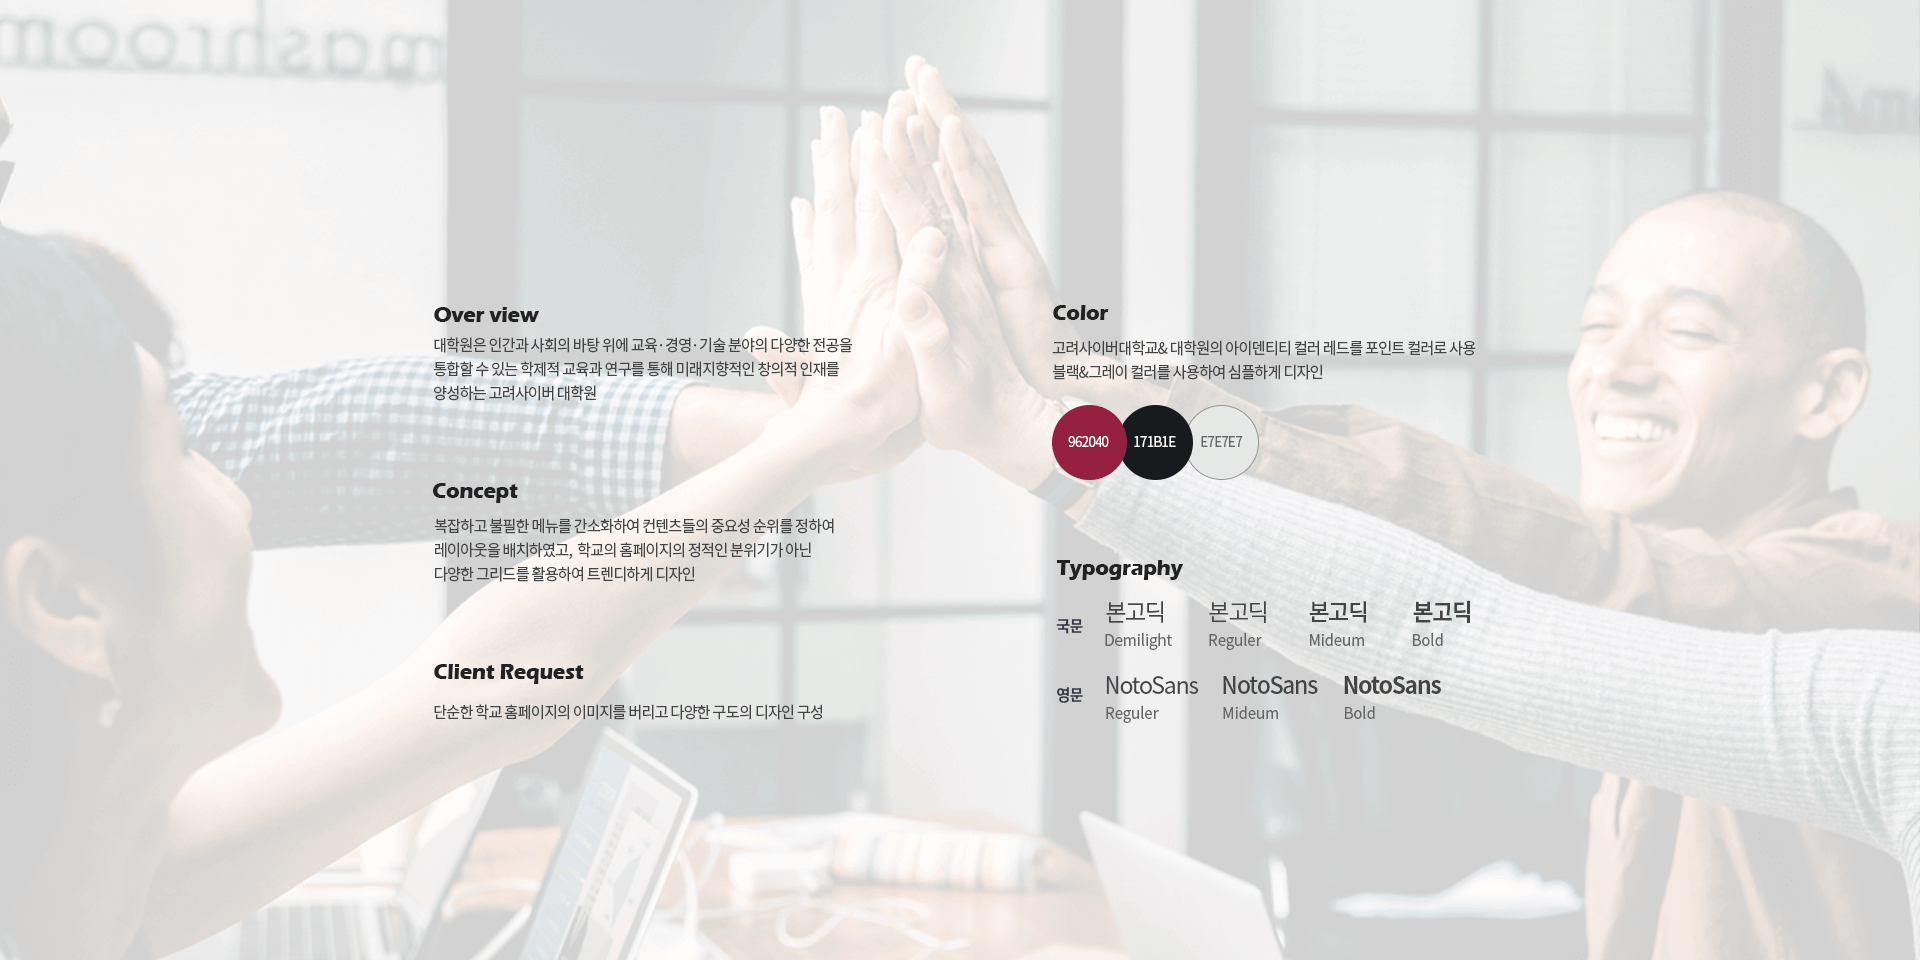 mashroom
Over view
대학원은 인간과 사회의 바탕 위에 교육·경영·기술 분야의 다양한 전공을
통합할 수 있는 학제적 교육과 연구를 통해 미래지향적인 창의적 인재를
양성하는 고려사이버 대학원
Concept
복잡하고 불필한 메뉴를 간소화하여 컨텐츠들의 중요성 순위를 정하여
레이아웃을 배치하였고, 학교의 홈페이지의 정적인 분위기가 아닌
다양한 그리드를 활용하여 트렌디하게 디자인
Client Request
단순한 학교 홈페이지의 이미지를 버리고 다양한 구도의 디자인 구성
Color
고려사이버대학교& 대학원의 아이덴티티 컬러 레드를 포인트 컬러로 사용
블랙&그레이 컬러를 사용하여 심플하게 디자인
962040 171B1E E7E7E7
Typography
국문 본고딕 본고딕 본고딕 본고딕
Demilight Reguler Mideum Bold
영문 NotoSans NotoSans NotoSans
Reguler Mideum Bold